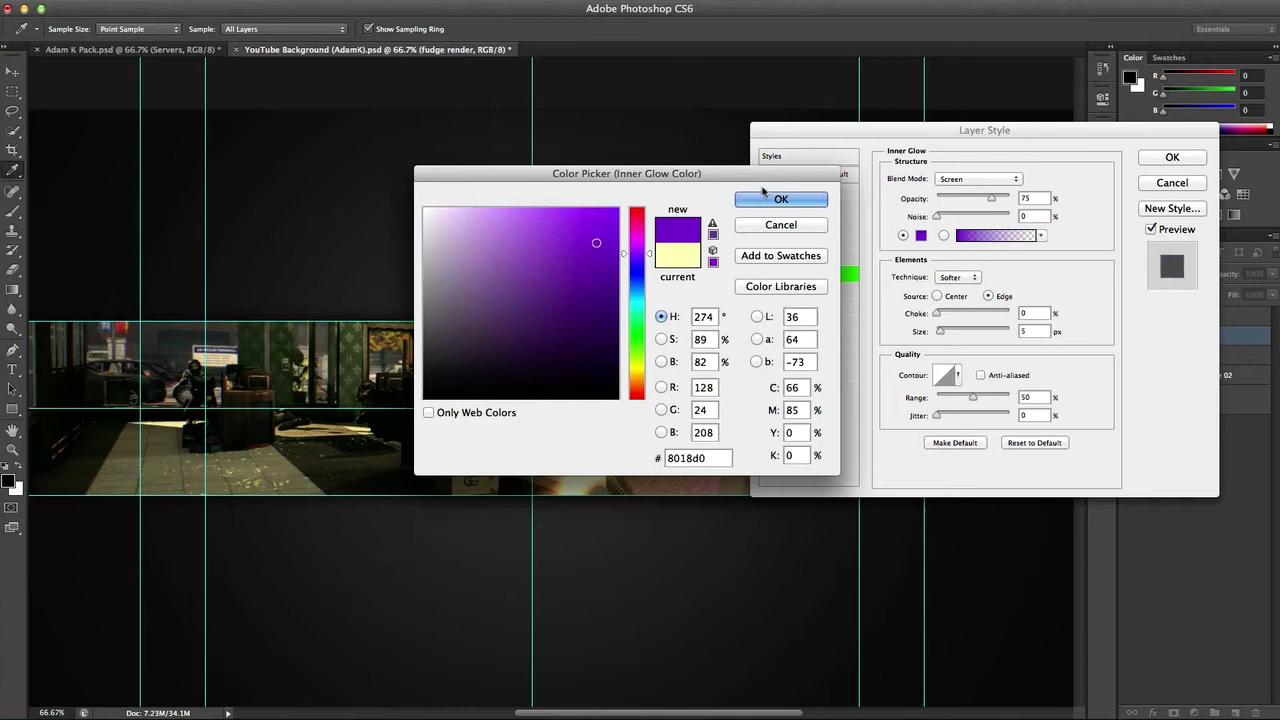 Adobe Photoshop CS6
Sample Size: Point Sample Sample: All Layers Show Sampling Ring Essentials
Adam K Pack.psd @ 66.7% (Servers, RGB/8) * YouTube Background (AdamK).psd @ 66.7% (fudge render, RGB/8) *
Color Swatches
R 0
G 0
B 0
Layer Style
Styles
ult
Inner Glow
Structure
Blend Mode: Screen
Opacity: 75 %
Noise: 0 %
Elements
Technique: Softer
Source: Center Edge
Choke: 0 %
Size: 5 px
Quality
Contour: Anti-aliased
Range: 50 %
Jitter: 0 %
Make Default Reset to Default
OK
Cancel
New Style...
Preview
Color Picker (Inner Glow Color)
new
current
OK
Cancel
Add to Swatches
Color Libraries
H: 274 °
S: 89 %
B: 82 %
R: 128
G: 24
B: 208
# 8018d0
L: 36
a: 64
b: -73
C: 66 %
M: 85 %
Y: 0 %
K: 0 %
Only Web Colors
Opacity: 100%
Fill: 100%
e 02
66.67% Doc: 7.23M/34.1M